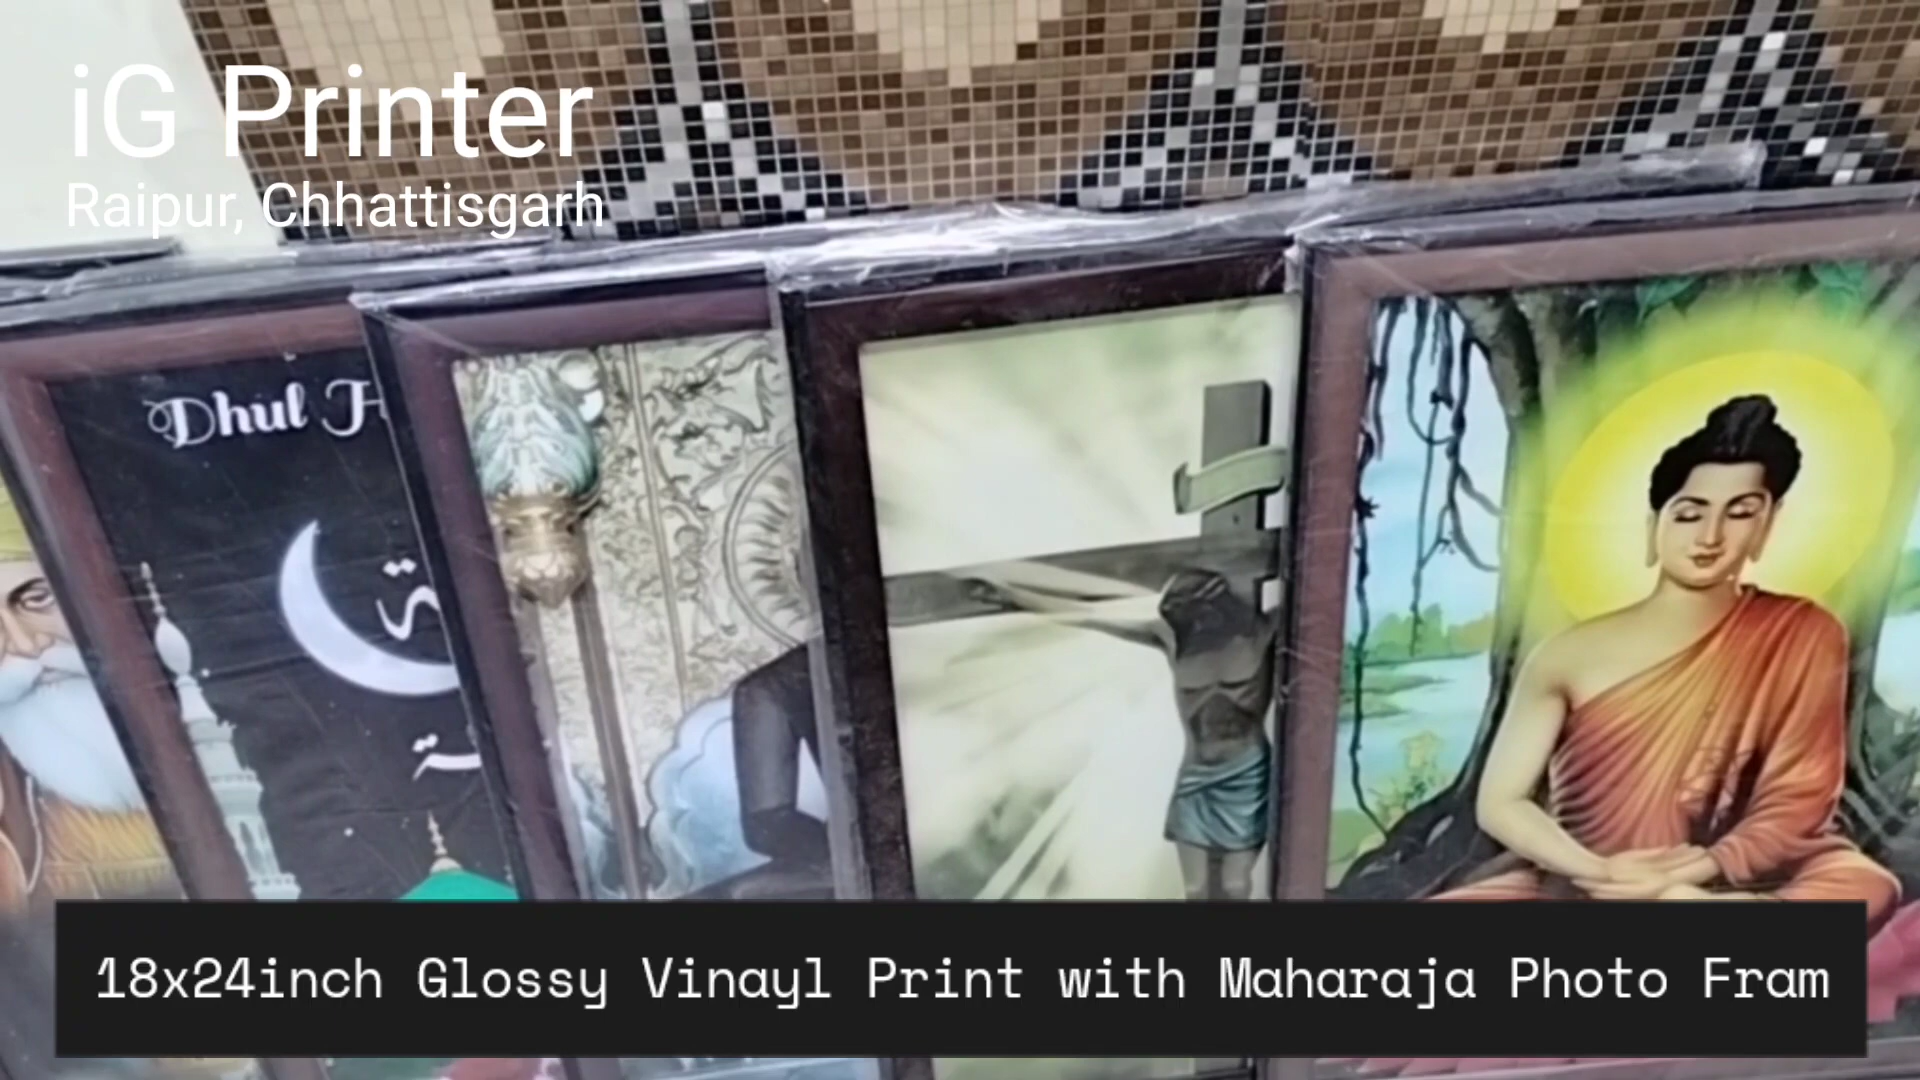 iG Printer
Raipur, Chhattisgarh
Dhul H
18x24inch Glossy Vinayl Print with Maharaja Photo Fram